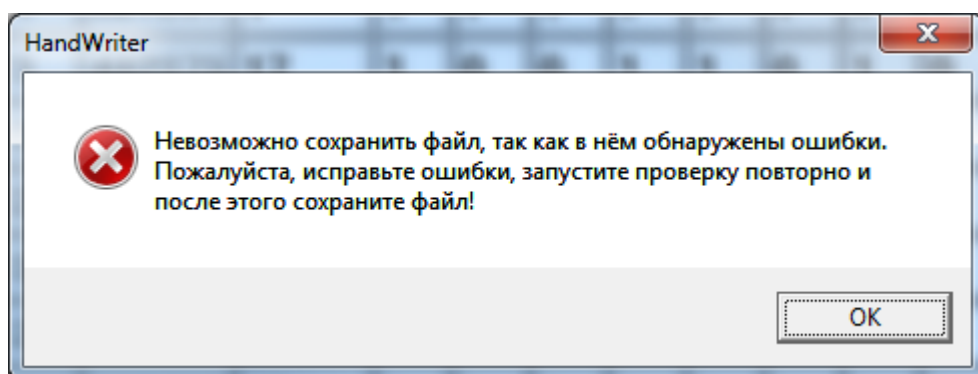 HandWriter
Невозможно сохранить файл, так как в нём обнаружены ошибки.
Пожалуйста, исправьте ошибки, запустите проверку повторно и
после этого сохраните файл!
OK